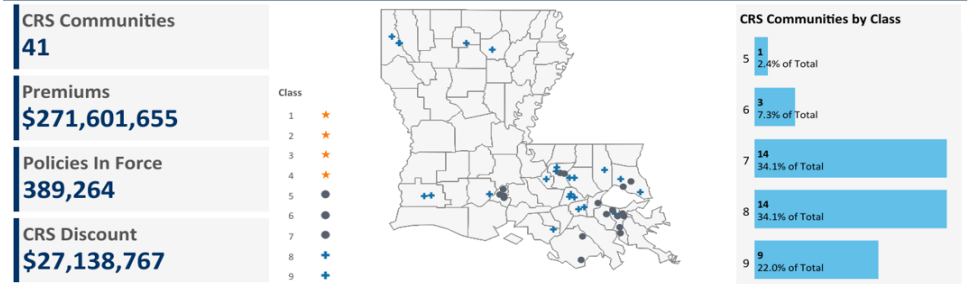 CRS Communities
41
Premiums
$271,601,655
Policies In Force
389,264
CRS Discount
$27,138,767
Class
1
2
3
4
5
6
7
8
9
CRS Communities by Class
5
1
2.4% of Total
6
3
7.3% of Total
7
14
34.1% of Total
8
14
34.1% of Total
9
9
22.0% of Total